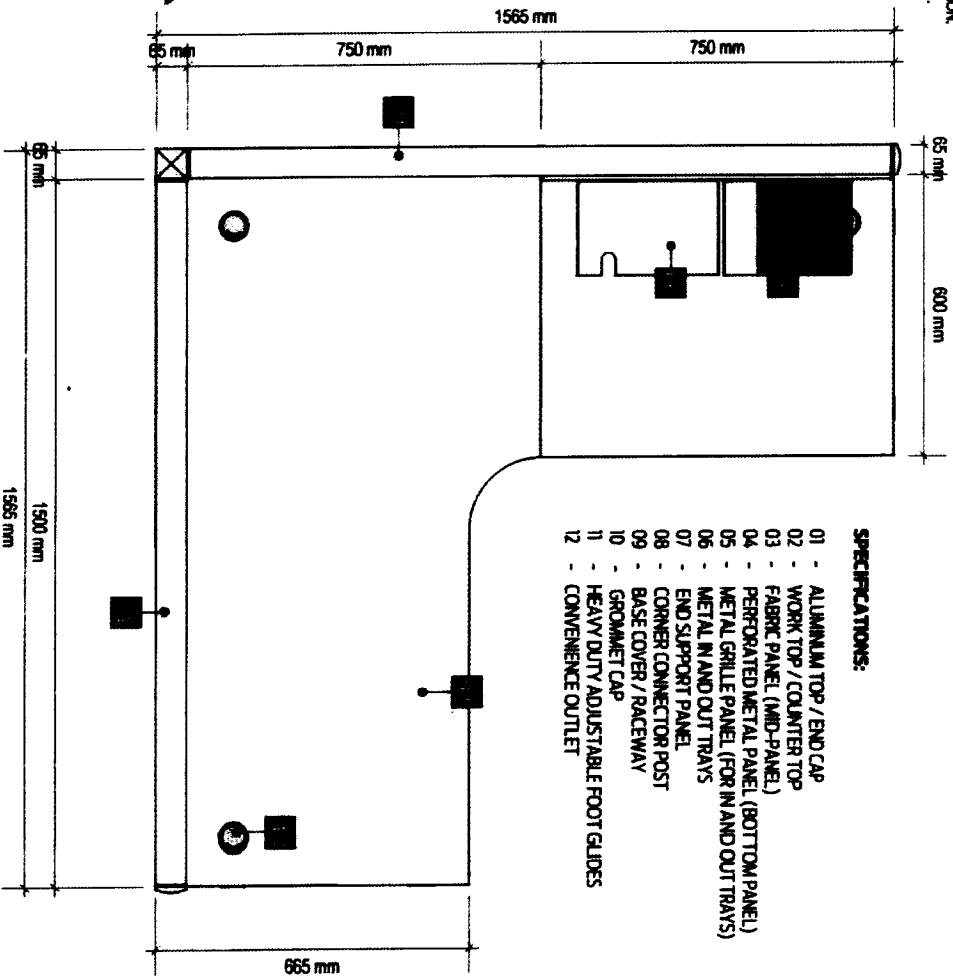 1565 mm
65 mm
750 mm
750 mm
65 mm
600 mm
65 mm
1500 mm
1565 mm
665 mm
SPECIFICATIONS:
01 - ALUMINUM TOP / END CAP
02 - WORK TOP / COUNTER TOP
03 - FABRIC PANEL (MID-PANEL)
04 - PERFORATED METAL PANEL (BOTTOM PANEL)
05 - METAL GRILLE PANEL (FOR IN AND OUT TRAYS)
06 - METAL IN AND OUT TRAYS
07 - END SUPPORT PANEL
08 - CORNER CONNECTOR POST
09 - BASE COVER / RACEWAY
10 - GROMMET CAP
11 - HEAVY DUTY ADJUSTABLE FOOT GLIDES
12 - CONVENIENCE OUTLET